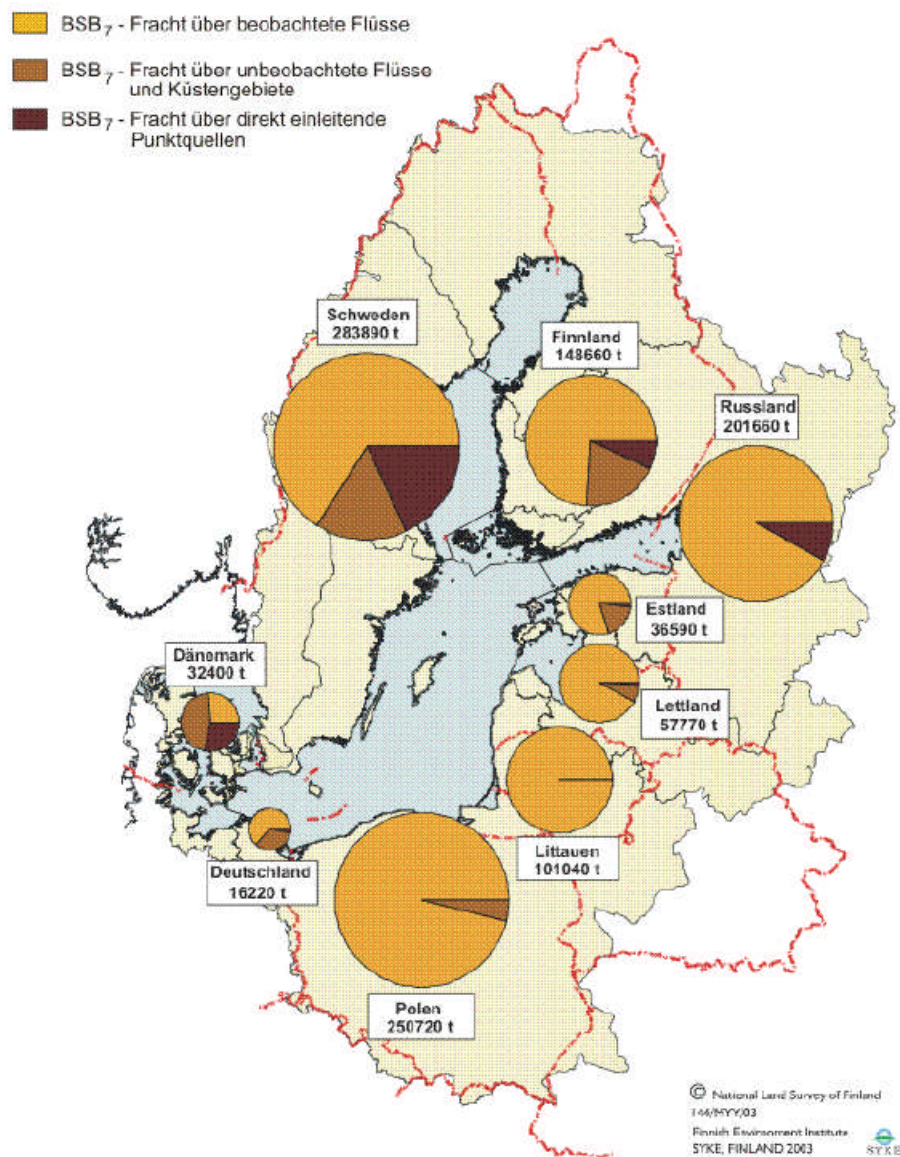 BSB7 - Fracht über beobachtete Flüsse
BSB7 - Fracht über unbeobachtete Flüsse
und Küstengebiete
BSB7 - Fracht über direkt einleitende
Punktquellen
Schweden
283890 t
Finnland
148660 t
Russland
201660 t
Estland
36590 t
Dänemark
32400 t
Lettland
57770 t
Littauen
101040 t
Deutschland
16220 t
Polen
250720 t
© National Land Survey of Finland
144/MYY/03
Finnish Environment Institute
SYKE, FINLAND 2003
SYKE